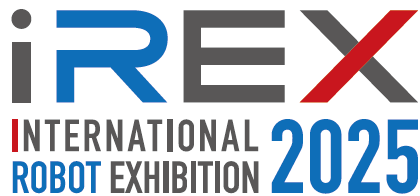 iREX
INTERNATIONAL
ROBOT EXHIBITION 2025